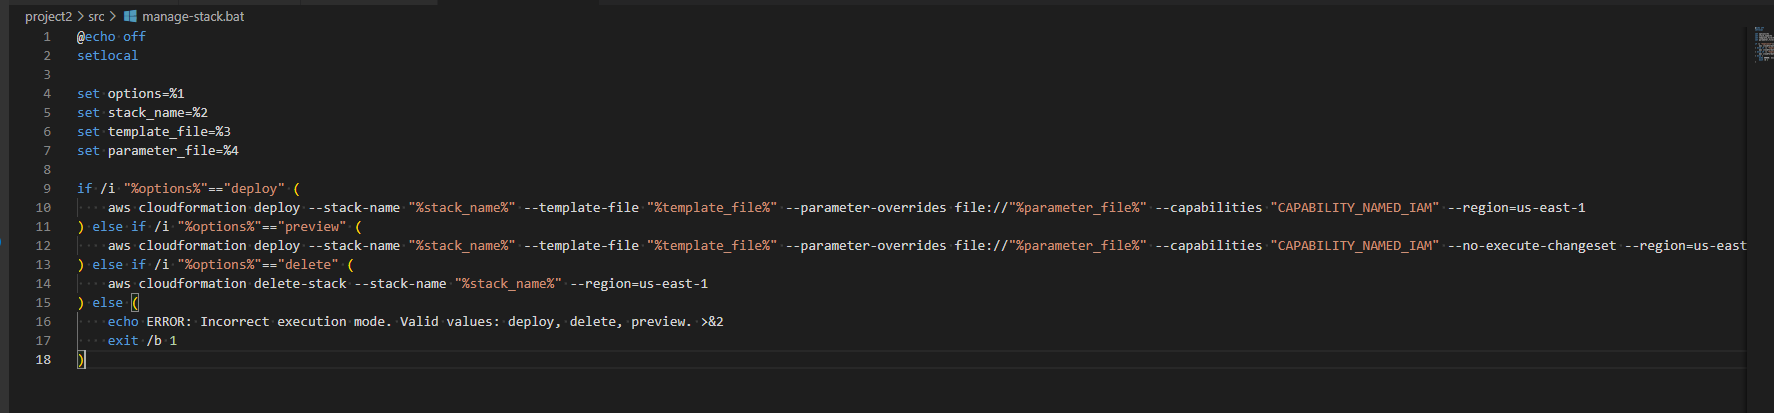 project2 > src > manage-stack.bat
1 @echo off
2 setlocal
3
4 set options=%1
5 set stack_name=%2
6 set template_file=%3
7 set parameter_file=%4
8
9 if /i "%options%"=="deploy" (
10     aws cloudformation deploy --stack-name "%stack_name%" --template-file "%template_file%" --parameter-overrides file://"%parameter_file%" --capabilities "CAPABILITY_NAMED_IAM" --region=us-east-1
11 ) else if /i "%options%"=="preview" (
12     aws cloudformation deploy --stack-name "%stack_name%" --template-file "%template_file%" --parameter-overrides file://"%parameter_file%" --capabilities "CAPABILITY_NAMED_IAM" --no-execute-changeset --region=us-east
13 ) else if /i "%options%"=="delete" (
14     aws cloudformation delete-stack --stack-name "%stack_name%" --region=us-east-1
15 ) else (
16     echo ERROR: Incorrect execution mode. Valid values: deploy, delete, preview. >&2
17     exit /b 1
18 )